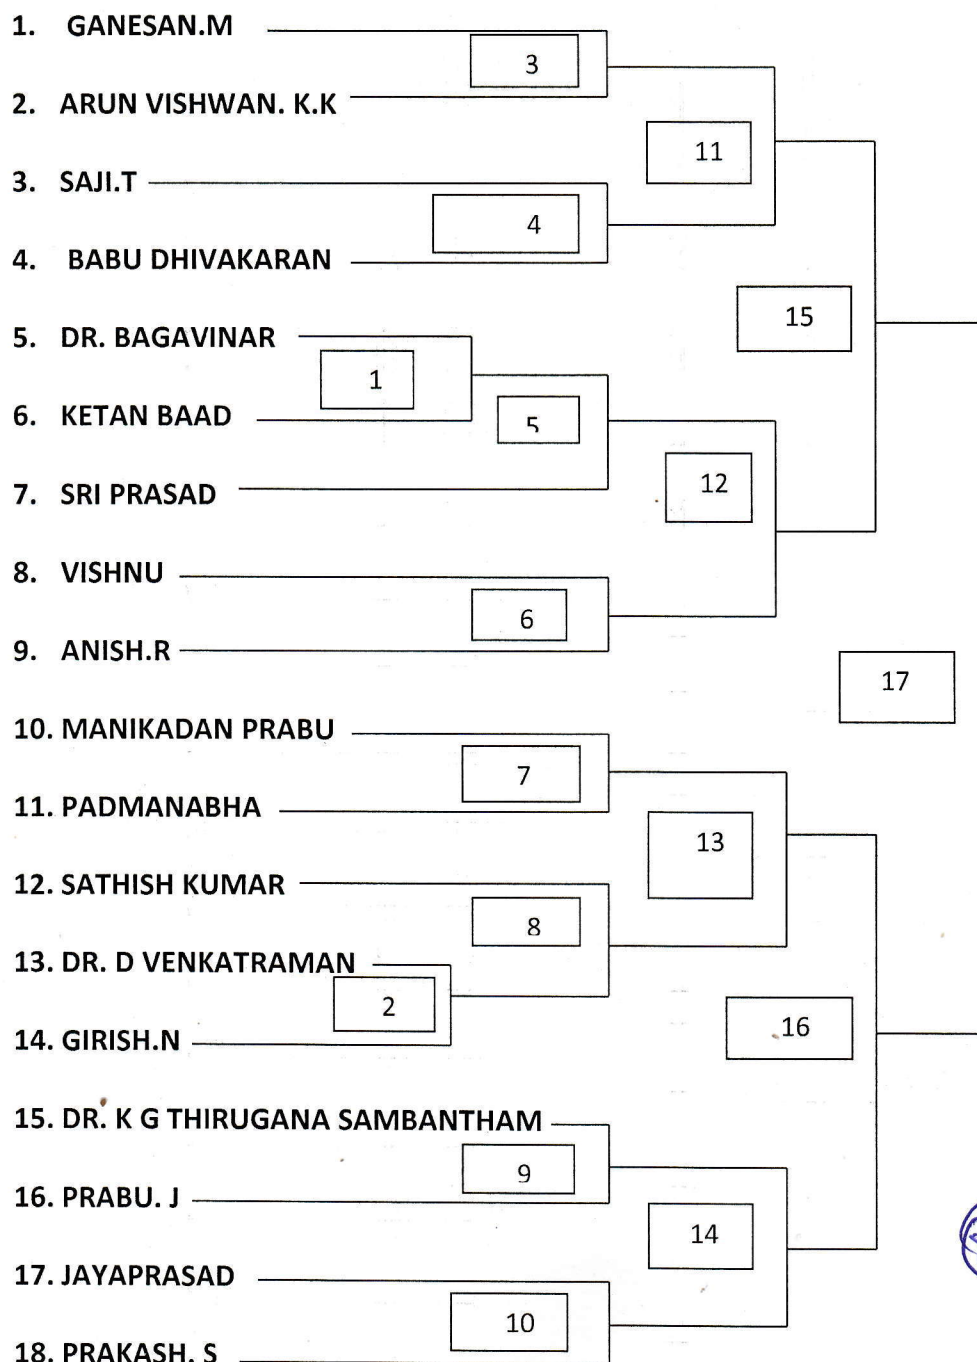 1. GANESAN.M
3
2. ARUN VISHWAN. K.K
11
3. SAJI.T
4
4. BABU DHIVAKARAN
15
5. DR. BAGAVINAR
1
5
6. KETAN BAAD
12
7. SRI PRASAD
8. VISHNU
6
9. ANISH.R
17
10. MANIKADAN PRABU
7
11. PADMANABHA
13
12. SATHISH KUMAR
8
13. DR. D VENKATRAMAN
2
16
14. GIRISH.N
15. DR. K G THIRUGANA SAMBANTHAM
9
16. PRABU. J
14
17. JAYAPRASAD
10
18. PRAKASH. S